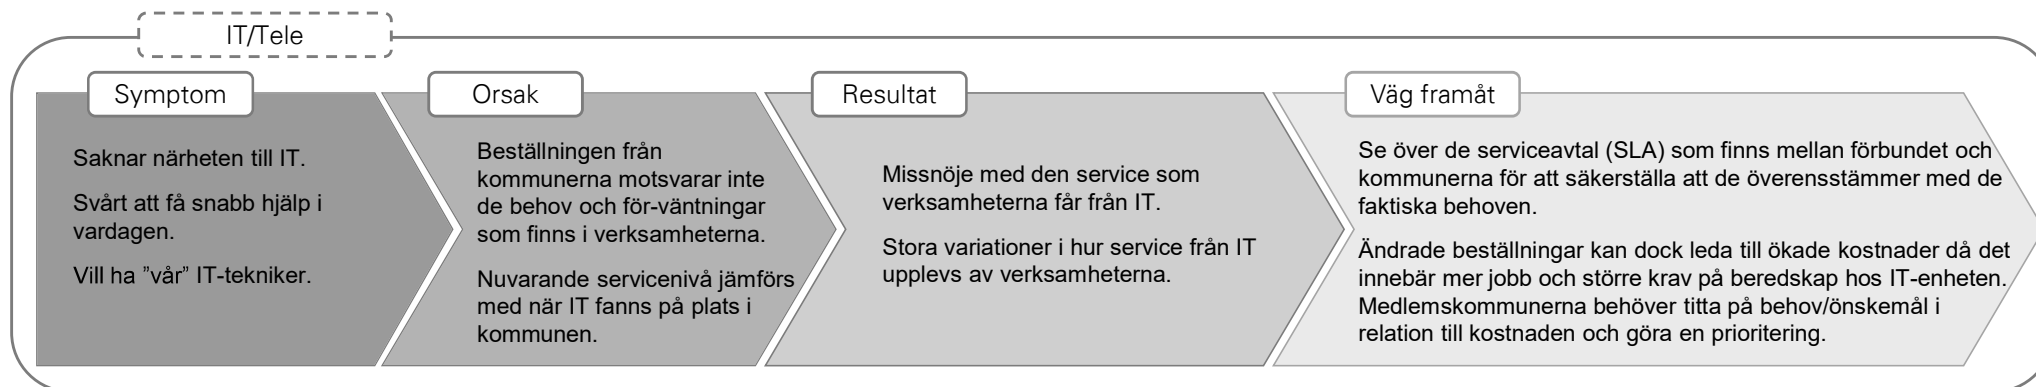 IT/Tele
Symptom
Saknar närheten till IT.
Svårt att få snabb hjälp i
vardagen.
Vill ha ”vår” IT-tekniker.
Orsak
Beställningen från
kommunerna motsvarar inte
de behov och för-väntningar
som finns i verksamheterna.
Nuvarande servicenivå jämförs
med när IT fanns på plats i
kommunen.
Resultat
Missnöje med den service som
verksamheterna får från IT.
Stora variationer i hur service från IT
upplevs av verksamheterna.
Väg framåt
Se över de serviceavtal (SLA) som finns mellan förbundet och
kommunerna för att säkerställa att de överensstämmer med de
faktiska behoven.
Ändrade beställningar kan dock leda till ökade kostnader då det
innebär mer jobb och större krav på beredskap hos IT-enheten.
Medlemskommunerna behöver titta på behov/önskemål i
relation till kostnaden och göra en prioritering.